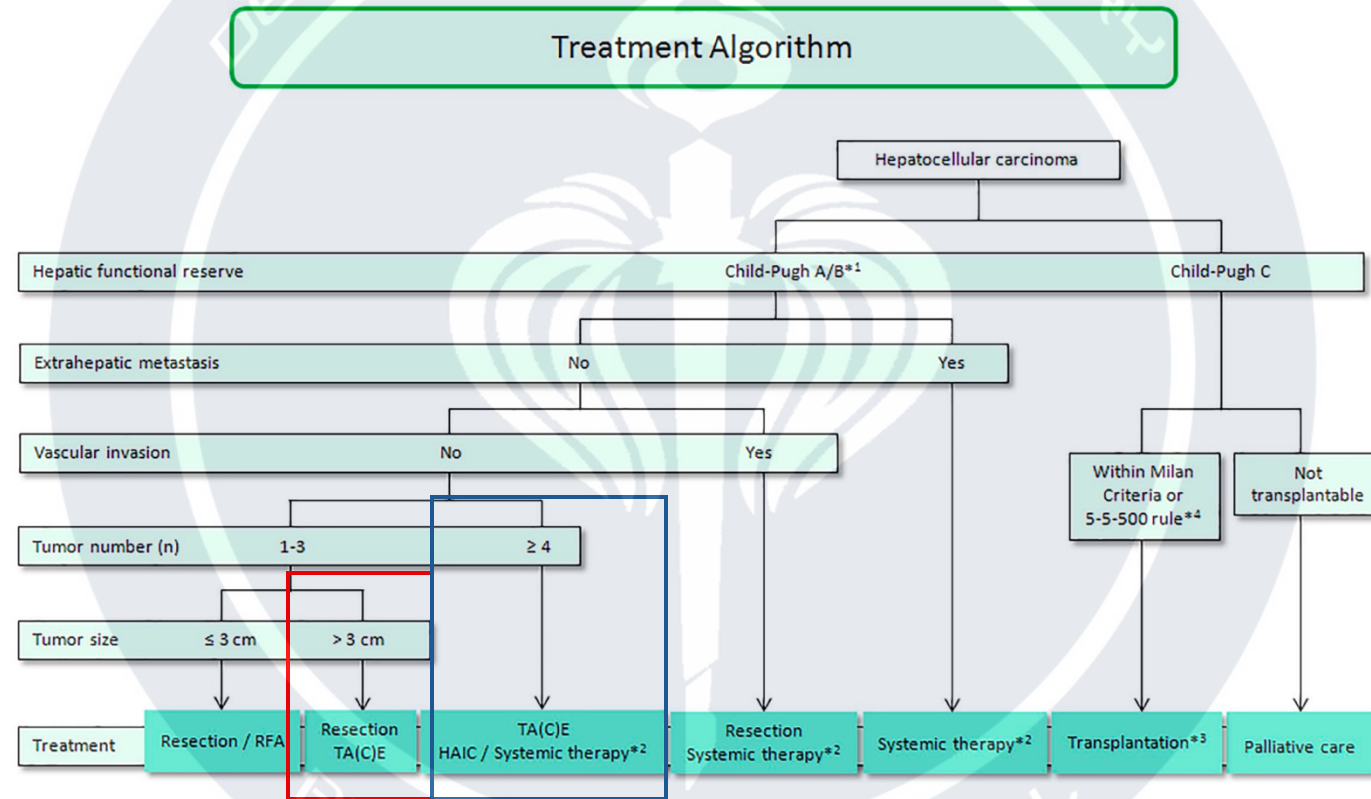 Treatment Algorithm
Hepatocellular carcinoma
Hepatic functional reserve Child-Pugh A/B*1 Child-Pugh C
Extrahepatic metastasis No Yes
Vascular invasion No Yes
Within Milan
Criteria or
5-5-500 rule*4
Not
transplantable
Tumor number (n) 1-3 ≥ 4
Tumor size ≤ 3 cm > 3 cm
Treatment
Resection / RFA
Resection
TA(C)E
TA(C)E
HAIC / Systemic therapy*2
Resection
Systemic therapy*2
Systemic therapy*2
Transplantation*3
Palliative care